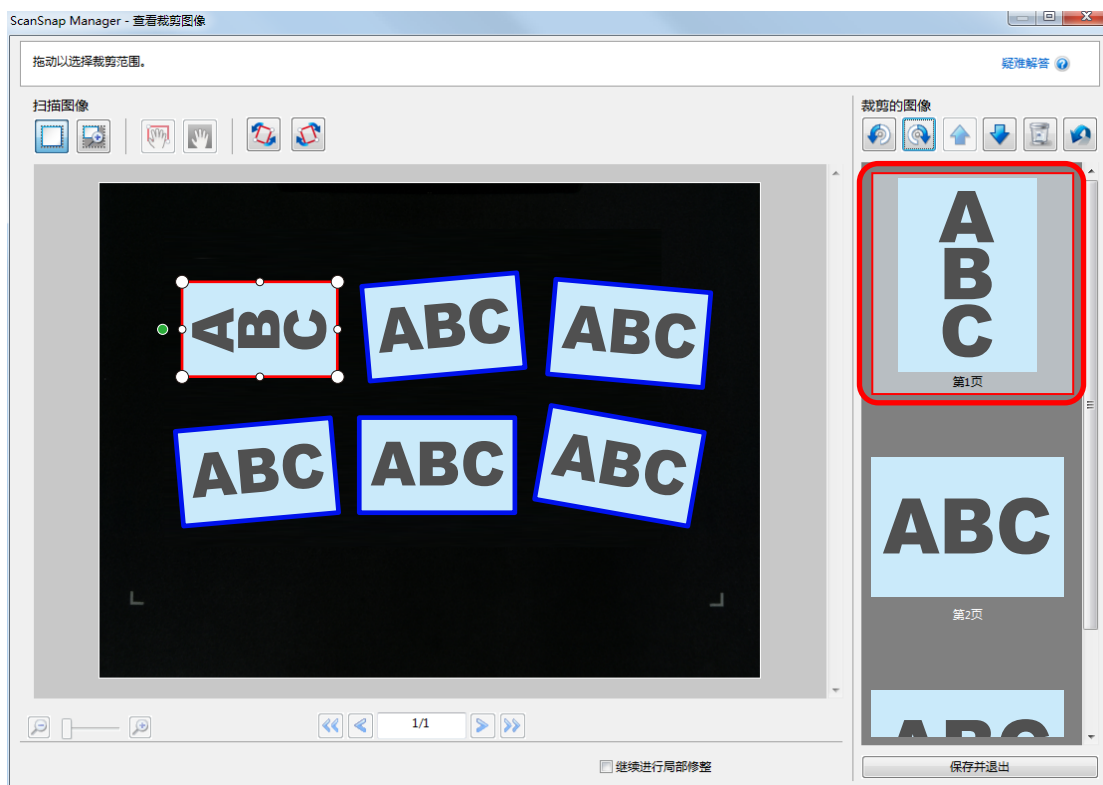 ScanSnap Manager - 查看裁剪图像
拖动以选择裁剪范围。
疑难解答
扫描图像
裁剪的图像
ABC
ABC
ABC
ABC
ABC
ABC
1/1
继续进行局部修整
A
B
C
第1页
ABC
第2页
ABC
保存并退出